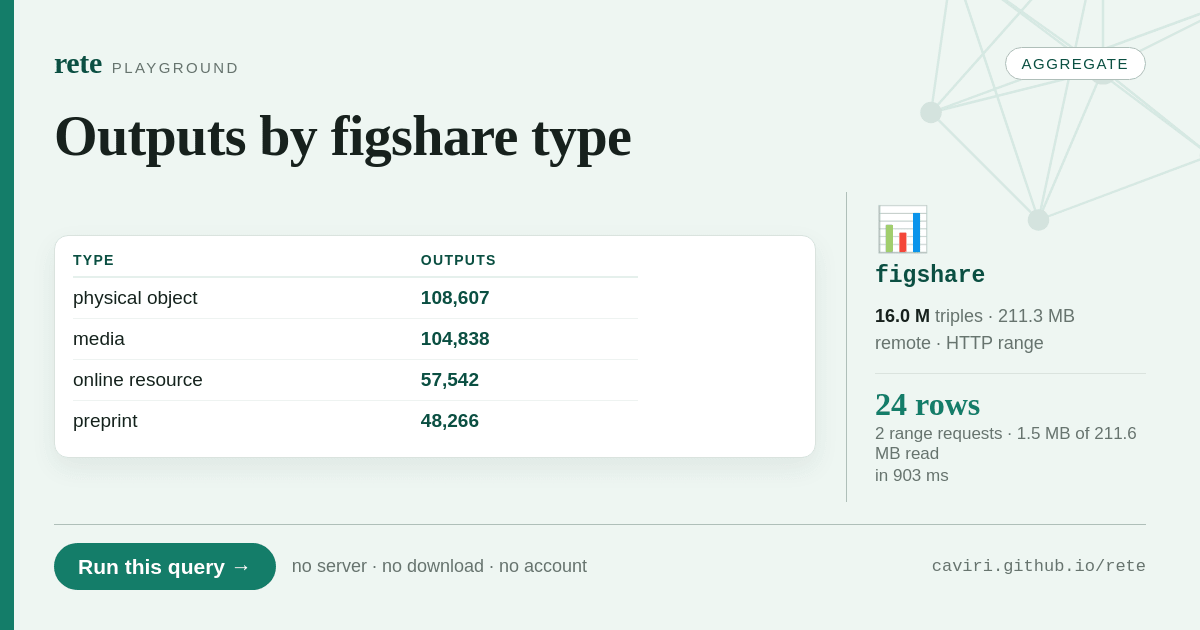 rete PLAYGROUND
AGGREGATE
Outputs by figshare type
TYPE OUTPUTS
physical object 108,607
media 104,838
online resource 57,542
preprint 48,266
figshare
16.0 M triples · 211.3 MB
remote · HTTP range
24 rows
2 range requests · 1.5 MB of 211.6
MB read
in 903 ms
Run this query →
no server · no download · no account
caviri.github.io/rete